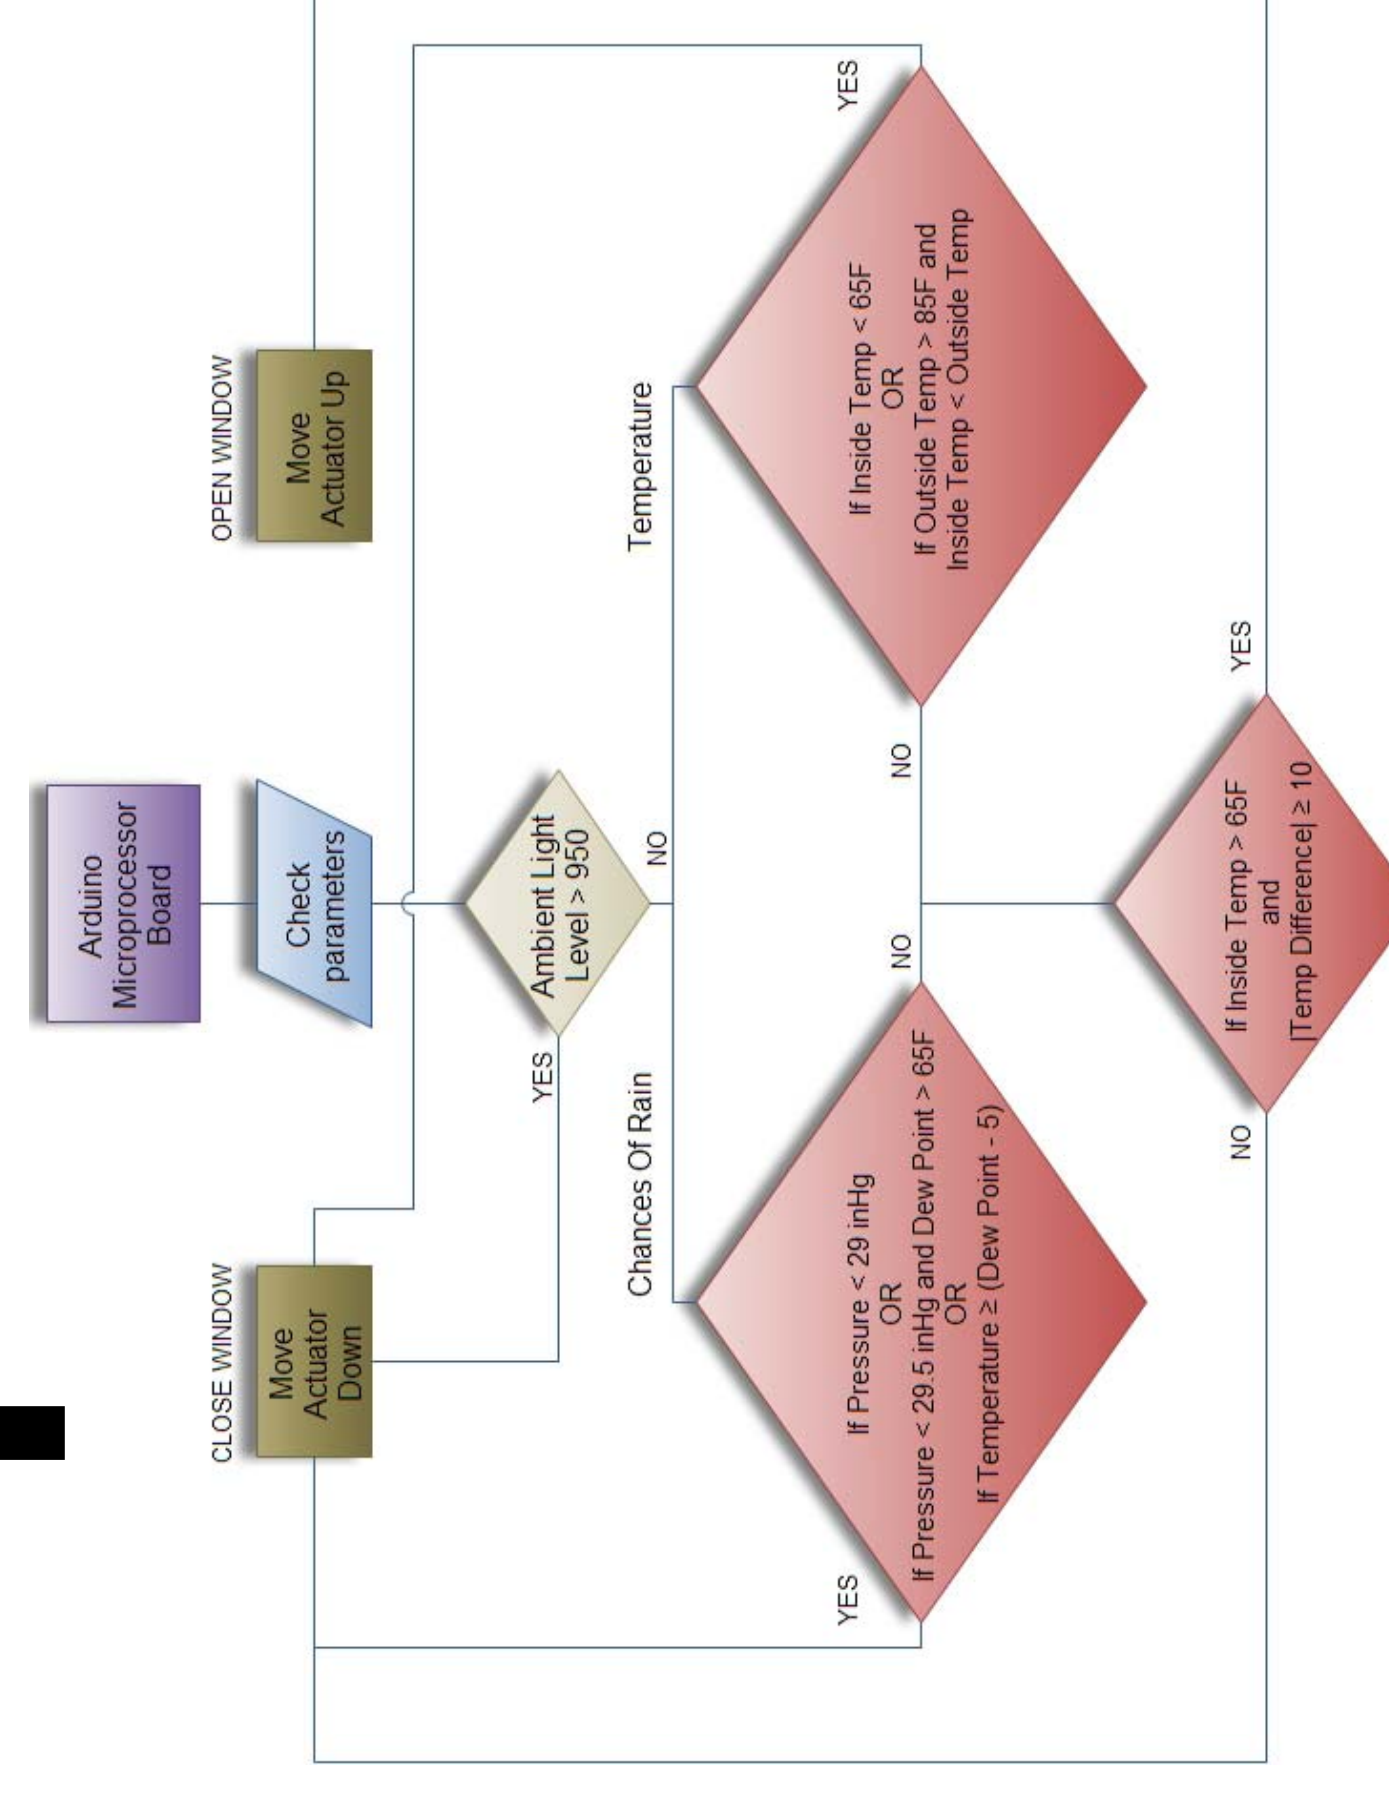 Arduino
Microprocessor
Board
CLOSE WINDOW
Move
Actuator
Down
Check
parameters
OPEN WINDOW
Move
Actuator Up
YES
Ambient Light
Level > 950
NO
Chances Of Rain
Temperature
YES
If Pressure < 29 inHg
OR
If Pressure < 29.5 inHg and Dew Point > 65F
OR
If Temperature ≥ (Dew Point - 5)
NO
NO
If Inside Temp < 65F
OR
If Outside Temp > 85F and
Inside Temp < Outside Temp
YES
NO
If Inside Temp > 65F
and
|Temp Difference| ≥ 10
YES